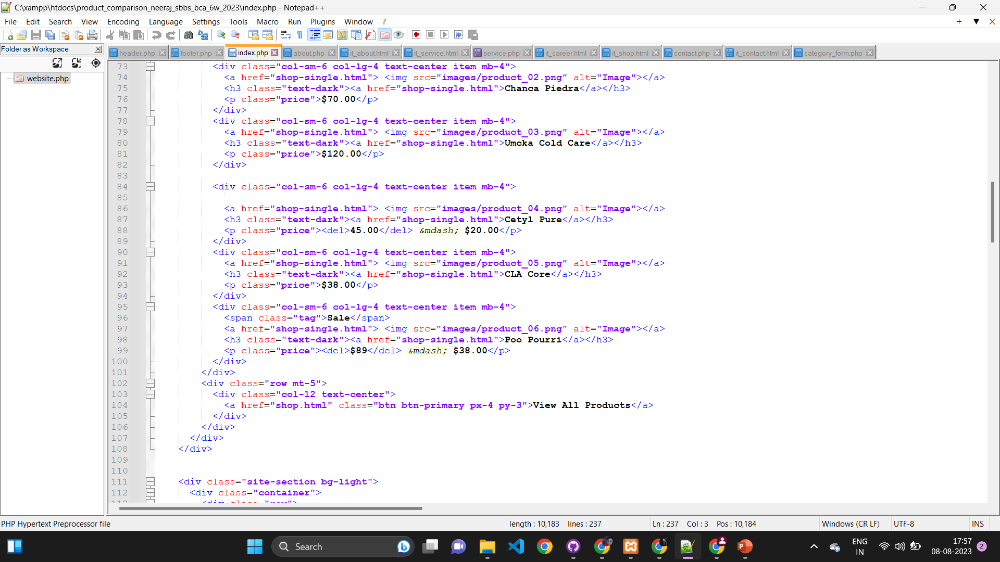 C:\xampp\htdocs\product_comparison_neeraj_sbbs_bca_6w_2023\index.php - Notepad++
File Edit Search View Encoding Language Settings Tools Macro Run Plugins Window ?
Folder as Workspace
header.php footer.php index.php about.php it_about.html it_service.html service.php it_career.html it_shop.html contact.php it_contact.html category_form.php
website.php
73 <div class="col-sm-6 col-lg-4 text-center item mb-4">
74 <a href="shop-single.html"> <img src="images/product_02.png" alt="Image"></a>
75 <h3 class="text-dark"><a href="shop-single.html">Chanca Piedra</a></h3>
76 <p class="price">$70.00</p>
77 </div>
78 <div class="col-sm-6 col-lg-4 text-center item mb-4">
79 <a href="shop-single.html"> <img src="images/product_03.png" alt="Image"></a>
80 <h3 class="text-dark"><a href="shop-single.html">Umcka Cold Care</a></h3>
81 <p class="price">$120.00</p>
82 </div>
83
84 <div class="col-sm-6 col-lg-4 text-center item mb-4">
85
86 <a href="shop-single.html"> <img src="images/product_04.png" alt="Image"></a>
87 <h3 class="text-dark"><a href="shop-single.html">Cetyl Pure</a></h3>
88 <p class="price"><del>45.00</del> &mdash; $20.00</p>
89 </div>
90 <div class="col-sm-6 col-lg-4 text-center item mb-4">
91 <a href="shop-single.html"> <img src="images/product_05.png" alt="Image"></a>
92 <h3 class="text-dark"><a href="shop-single.html">CLA Core</a></h3>
93 <p class="price">$38.00</p>
94 </div>
95 <div class="col-sm-6 col-lg-4 text-center item mb-4">
96 <span class="tag">Sale</span>
97 <a href="shop-single.html"> <img src="images/product_06.png" alt="Image"></a>
98 <h3 class="text-dark"><a href="shop-single.html">Poo Pourri</a></h3>
99 <p class="price"><del>$89</del> &mdash; $38.00</p>
100 </div>
101 </div>
102 <div class="row mt-5">
103 <div class="col-12 text-center">
104 <a href="shop.html" class="btn btn-primary px-4 py-3">View All Products</a>
105 </div>
106 </div>
107 </div>
108 </div>
109
110
111 <div class="site-section bg-light">
112 <div class="container">
PHP Hypertext Preprocessor file length : 10,183 lines : 237 Ln : 237 Col : 3 Pos : 10,184 Windows (CR LF) UTF-8 INS
Search
ENG
IN
17:57
08-08-2023
2